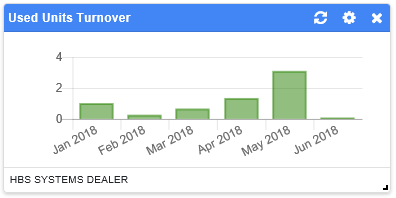 Used Units Turnover
4
2
0
Jan 2018
Feb 2018
Mar 2018
Apr 2018
May 2018
Jun 2018
HBS SYSTEMS DEALER